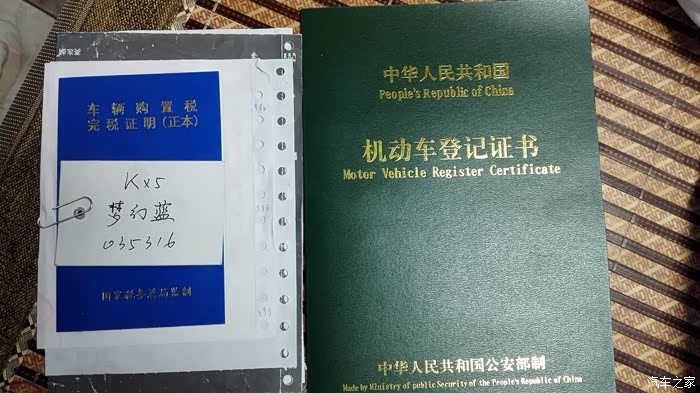 车辆购置税
完税证明(正本)
Kx5
梦幻蓝
035316
国家税务总局监制
中华人民共和国
People's Republic of China
机动车登记证书
Motor Vehicle Register Certificate
中华人民共和国公安部制
Made by Ministry of public Security of the People's Republic of China
汽车之家